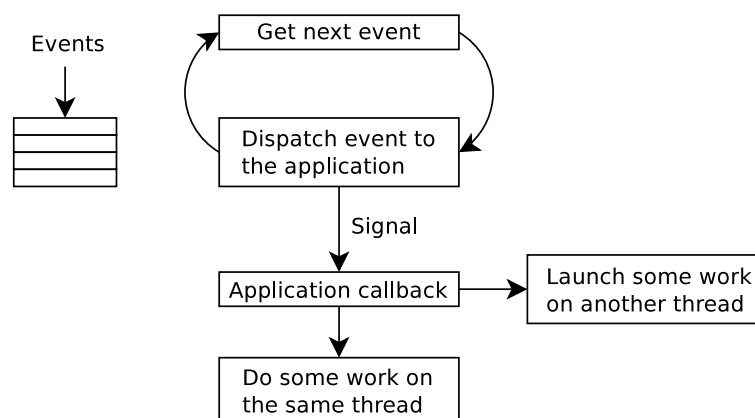 Events
Get next event
Dispatch event to
the application
Signal
Application callback
Launch some work
on another thread
Do some work on
the same thread